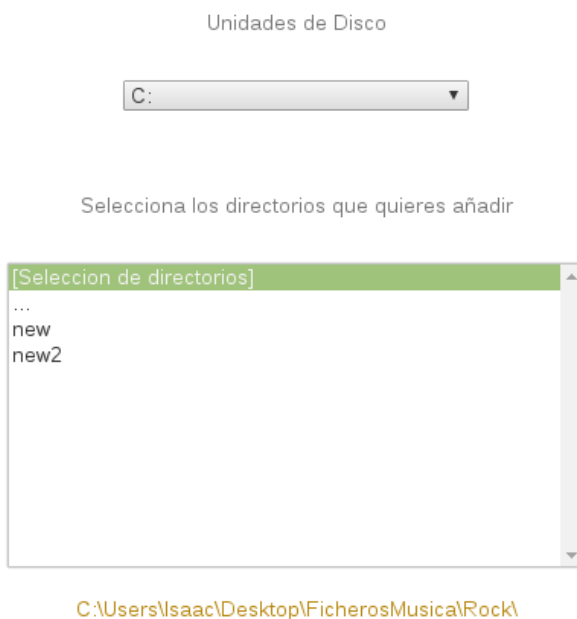 Unidades de Disco
C:
Selecciona los directorios que quieres añadir
[Seleccion de directorios]
...
new
new2
C:\Users\Isaac\Desktop\FicherosMusica\Rock\